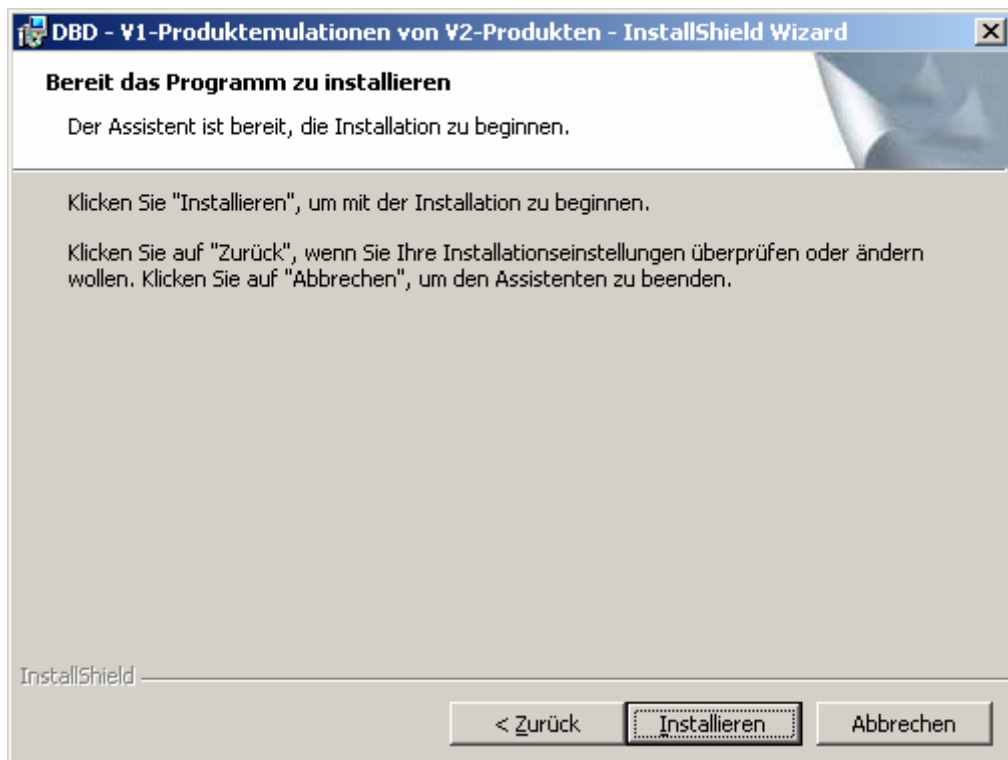 DBD - V1-Produktemulationen von V2-Produkten - InstallShield Wizard
Bereit das Programm zu installieren
Der Assistent ist bereit, die Installation zu beginnen.
Klicken Sie "Installieren", um mit der Installation zu beginnen.
Klicken Sie auf "Zurück", wenn Sie Ihre Installationseinstellungen überprüfen oder ändern
wollen. Klicken Sie auf "Abbrechen", um den Assistenten zu beenden.
InstallShield
< Zurück Installieren Abbrechen